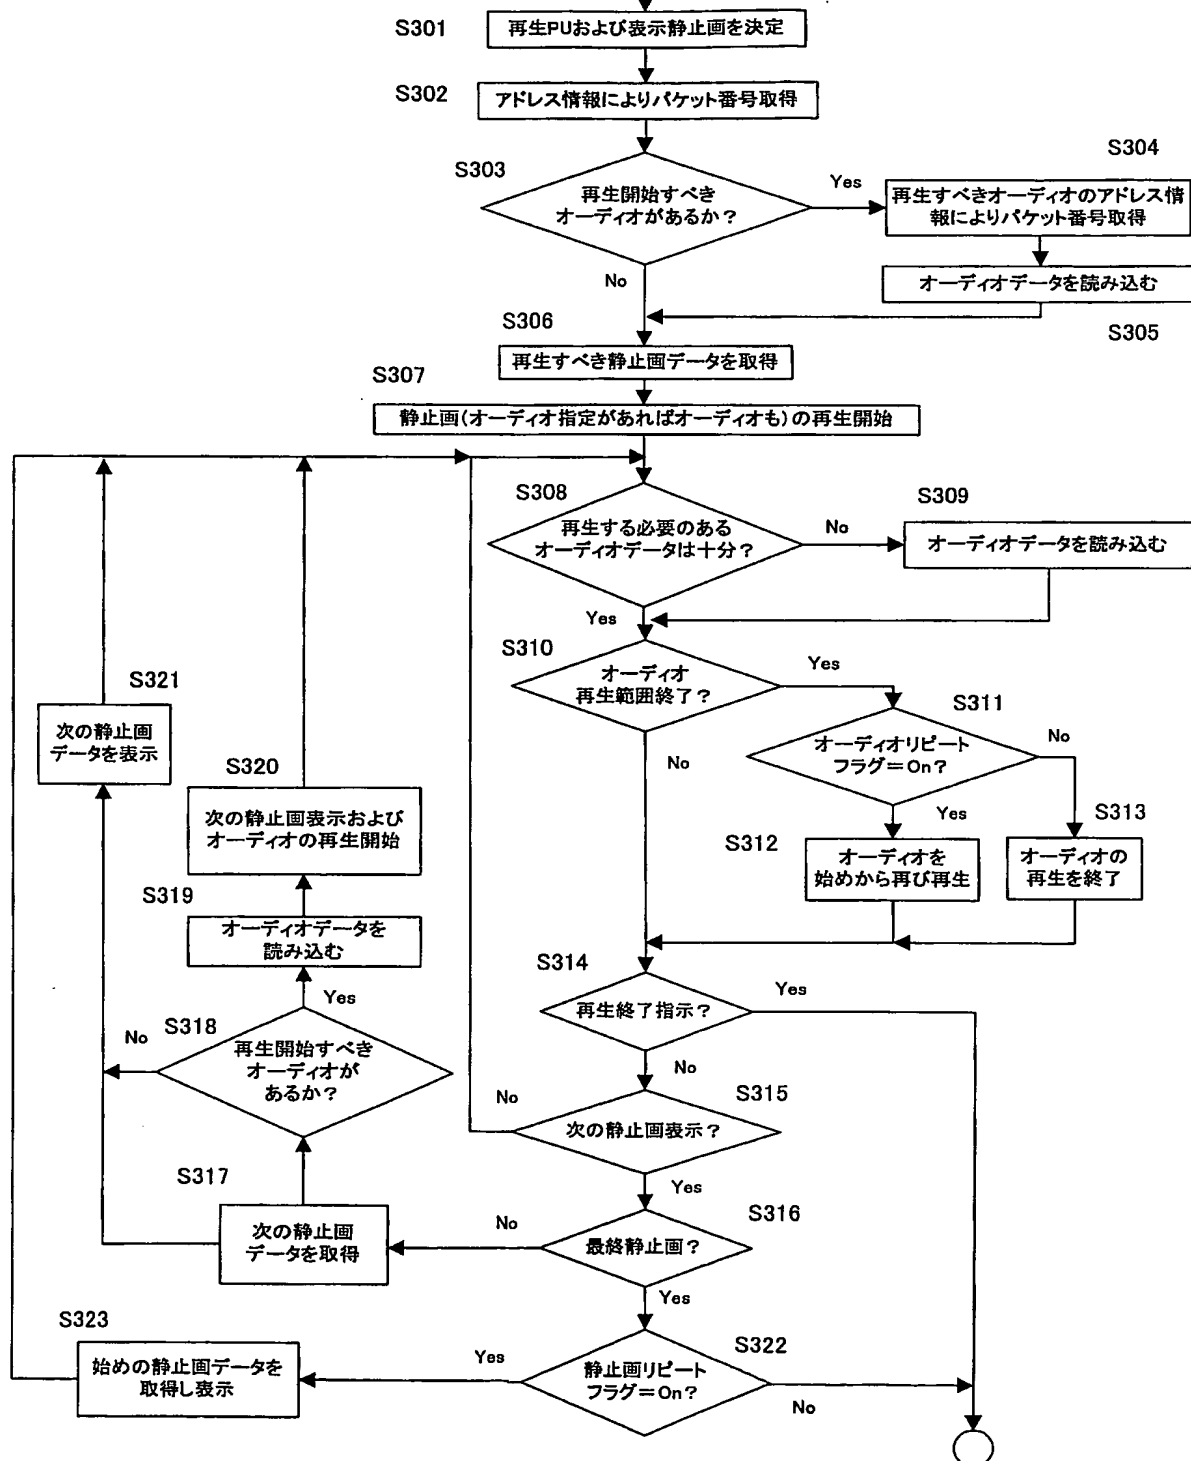 S301
再生PUおよび表示静止画を決定
S302
アドレス情報によりパケット番号取得
S303
再生開始すべき
オーディオがあるか？
Yes
No
S304
再生すべきオーディオのアドレス情
報によりパケット番号取得
オーディオデータを読み込む
S305
S306
再生すべき静止画データを取得
S307
静止画（オーディオ指定があればオーディオも）の再生開始
S308
再生する必要のある
オーディオデータは十分？
No
Yes
S309
オーディオデータを読み込む
S310
オーディオ
再生範囲終了？
Yes
No
S311
オーディオリピート
フラグ＝On？
No
Yes
S312
オーディオを
始めから再び再生
S313
オーディオの
再生を終了
S321
次の静止画
データを表示
S320
次の静止画表示および
オーディオの再生開始
S319
オーディオデータを
読み込む
Yes
S318
No
再生開始すべき
オーディオが
あるか？
S314
再生終了指示？
Yes
No
S315
次の静止画表示？
No
Yes
S317
次の静止画
データを取得
S316
最終静止画？
No
Yes
S323
始めの静止画データを
取得し表示
S322
静止画リピート
フラグ＝On？
Yes
No